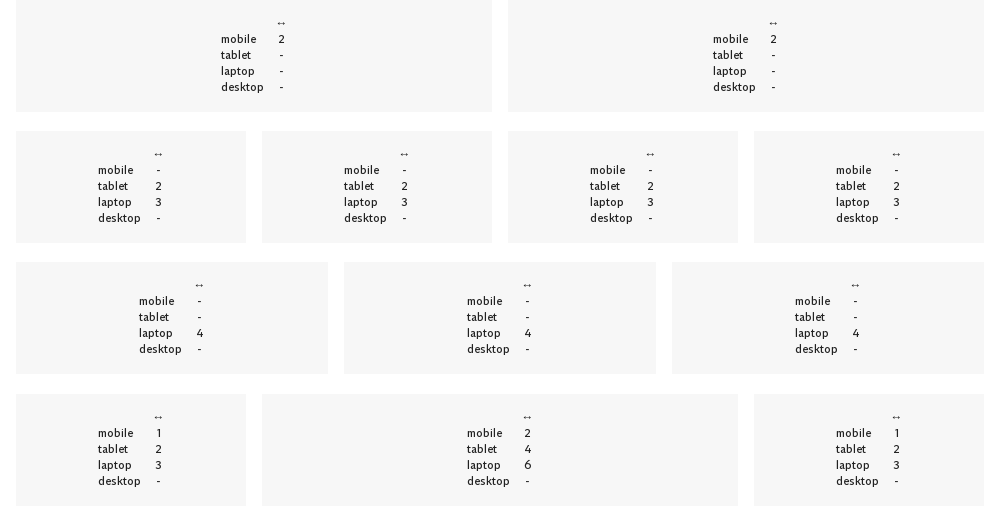 ↔
mobile 2
tablet -
laptop -
desktop -
↔
mobile 2
tablet -
laptop -
desktop -
↔
mobile -
tablet 2
laptop 3
desktop -
↔
mobile -
tablet 2
laptop 3
desktop -
↔
mobile -
tablet 2
laptop 3
desktop -
↔
mobile -
tablet 2
laptop 3
desktop -
↔
mobile -
tablet -
laptop 4
desktop -
↔
mobile -
tablet -
laptop 4
desktop -
↔
mobile -
tablet -
laptop 4
desktop -
↔
mobile 1
tablet 2
laptop 3
desktop -
↔
mobile 2
tablet 4
laptop 6
desktop -
↔
mobile 1
tablet 2
laptop 3
desktop -